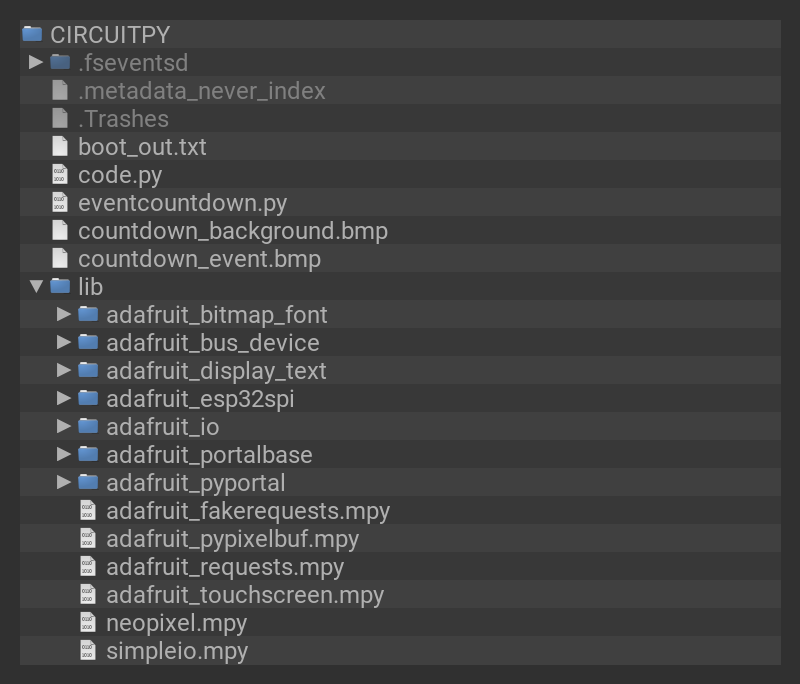 CIRCUITPY
.fseventsd
.metadata_never_index
.Trashes
boot_out.txt
code.py
eventcountdown.py
countdown_background.bmp
countdown_event.bmp
lib
adafruit_bitmap_font
adafruit_bus_device
adafruit_display_text
adafruit_esp32spi
adafruit_io
adafruit_portalbase
adafruit_pyportal
adafruit_fakerequests.mpy
adafruit_pypixelbuf.mpy
adafruit_requests.mpy
adafruit_touchscreen.mpy
neopixel.mpy
simpleio.mpy